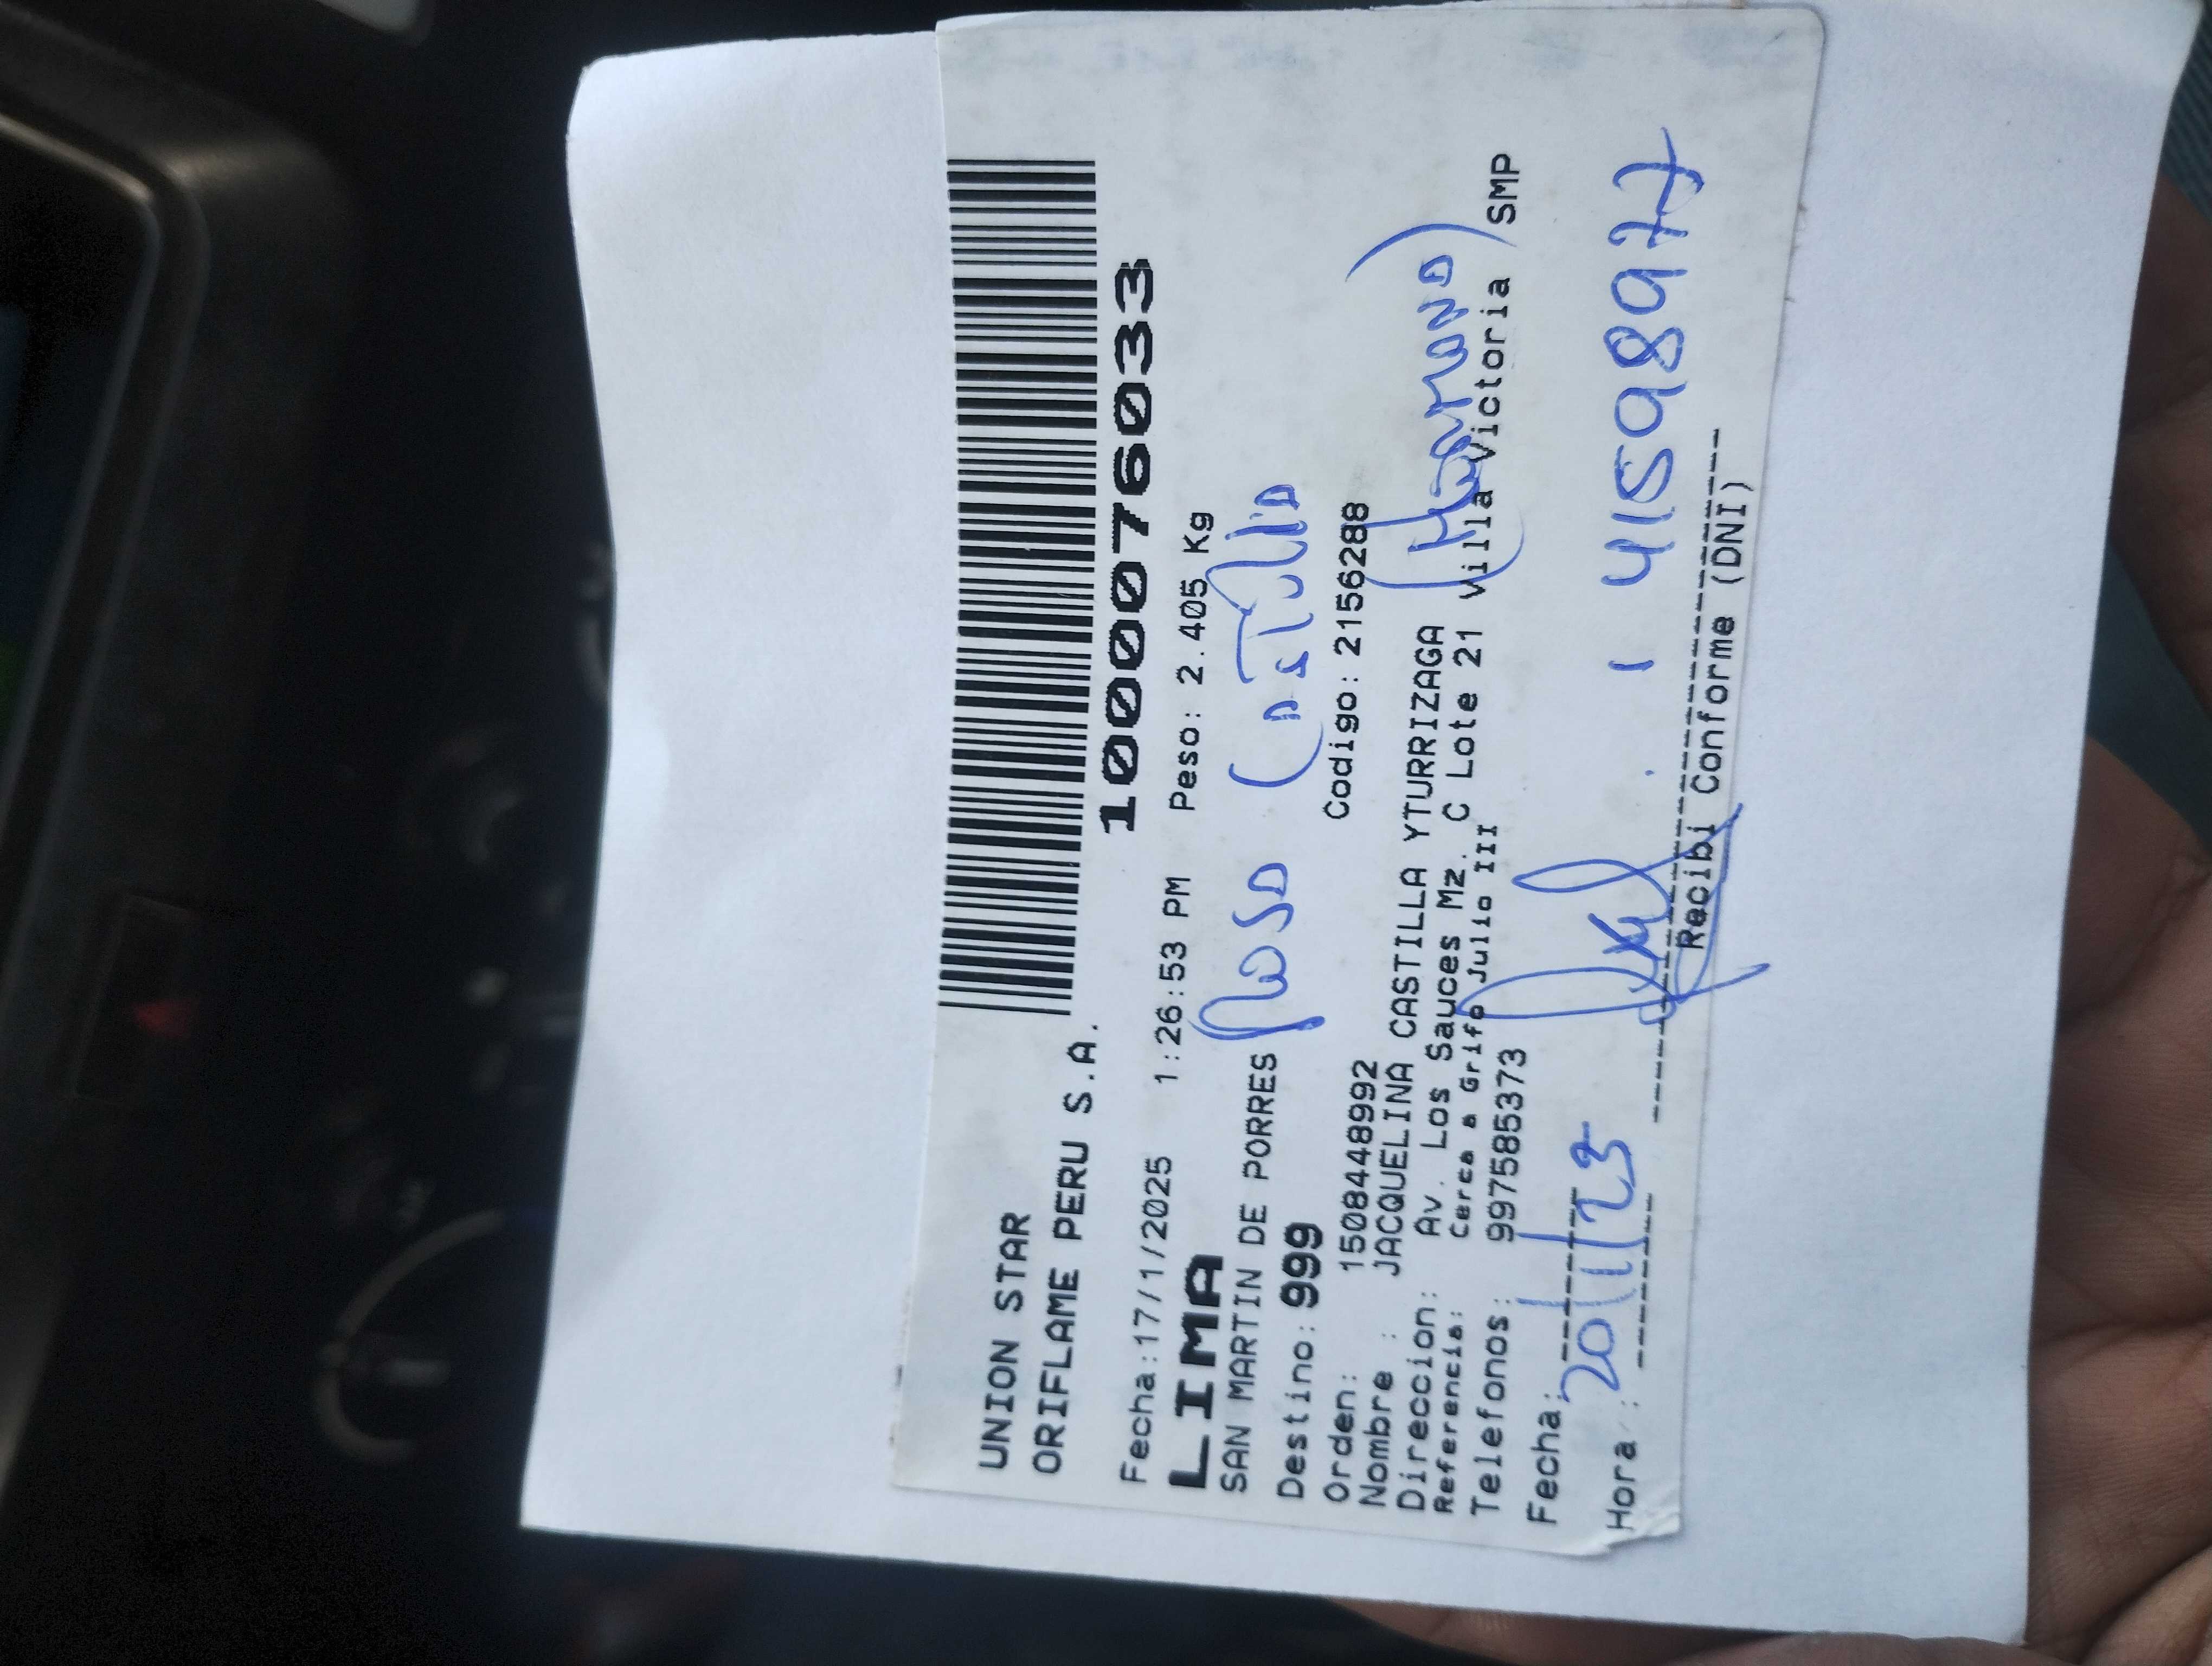 UNION STAR
ORIFLAME PERU S.A.
1000076033
Fecha:17/1/2025 1:26:53 PM Peso: 2.405 Kg
LIMA
SAN MARTIN DE PORRES Rosa Castilla
Destino: 999
Orden: 1508448992 Codigo: 2156288
Nombre : JACQUELINA CASTILLA YTURRIZAGA
(Hermana)
Direccion: Av. Los Sauces Mz. C Lote 21 Villa Victoria /SMP
Referencia: Cerca a Grifo Julio III
Telefonos: 997585373
Fecha: 20/1/25
41598977
Hora :
Recibi Conforme (DNI)